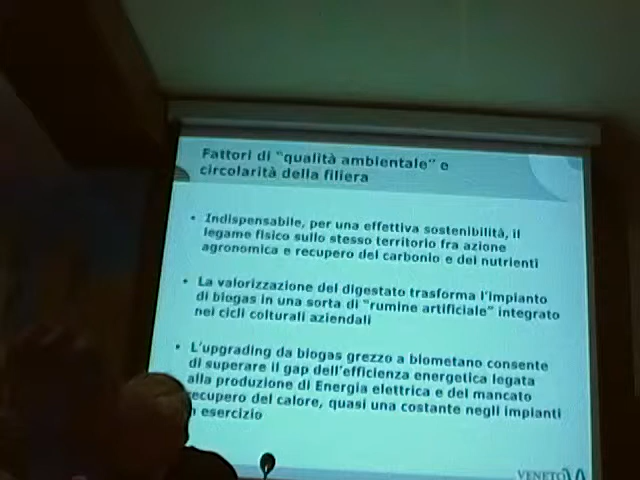 Fattori di "qualità ambientale" e
circolarità della filiera
• Indispensabile, per una effettiva sostenibilità, il
legame fisico sullo stesso territorio fra azione
agronomica e recupero del carbonio e dei nutrienti
• La valorizzazione del digestato trasforma l'impianto
di biogas in una sorta di "rumine artificiale" integrato
nei cicli colturali aziendali
• L'upgrading da biogas grezzo a biometano consente
di superare il gap dell'efficienza energetica legata
alla produzione di Energia elettrica e del mancato
recupero del calore, quasi una costante negli impianti
esercizio
VENETO